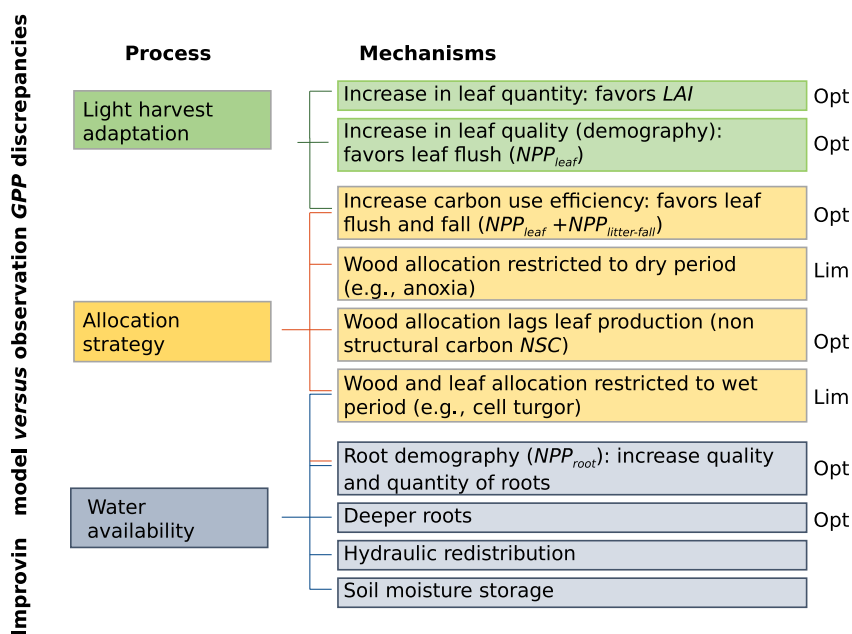 Improvin model versus observation GPP discrepancies
Process
Mechanisms
Light harvest
adaptation
Increase in leaf quantity: favors LAI
Opt
Increase in leaf quality (demography):
favors leaf flush (NPPleaf)
Opt
Increase carbon use efficiency: favors leaf
flush and fall (NPPleaf +NPPlitter-fall)
Opt
Wood allocation restricted to dry period
(e.g., anoxia)
Lim
Allocation
strategy
Wood allocation lags leaf production (non
structural carbon NSC)
Opt
Wood and leaf allocation restricted to wet
period (e.g., cell turgor)
Lim
Root demography (NPProot): increase quality
and quantity of roots
Opt
Water
availability
Deeper roots
Opt
Hydraulic redistribution
Soil moisture storage